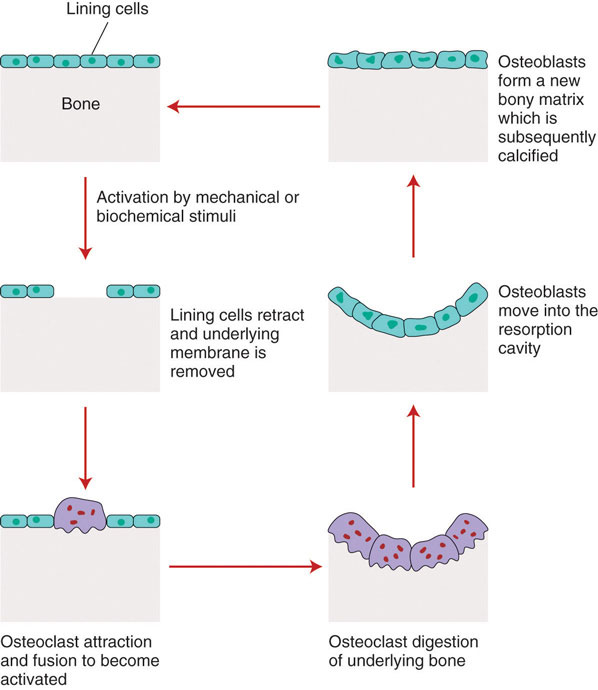 Lining cells
Bone
Activation by mechanical or
biochemical stimuli
Lining cells retract
and underlying
membrane is
removed
Osteoclast attraction
and fusion to become
activated
Osteoclast digestion
of underlying bone
Osteoblasts
move into the
resorption
cavity
Osteoblasts
form a new
bony matrix
which is
subsequently
calcified